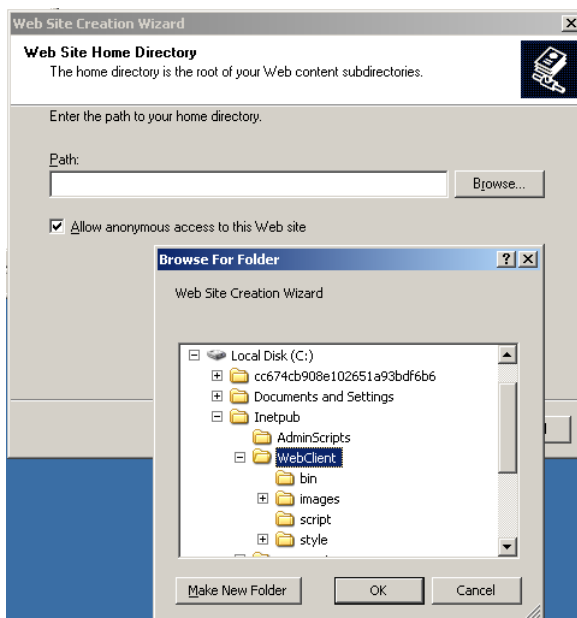 Web Site Creation Wizard
Web Site Home Directory
The home directory is the root of your Web content subdirectories.
Enter the path to your home directory.
Path:
Browse...
Allow anonymous access to this Web site
Browse For Folder
Web Site Creation Wizard
Local Disk (C:)
cc674cb908e102651a93bdf6b6
Documents and Settings
Inetpub
AdminScripts
WebClient
bin
images
script
style
Make New Folder
OK
Cancel